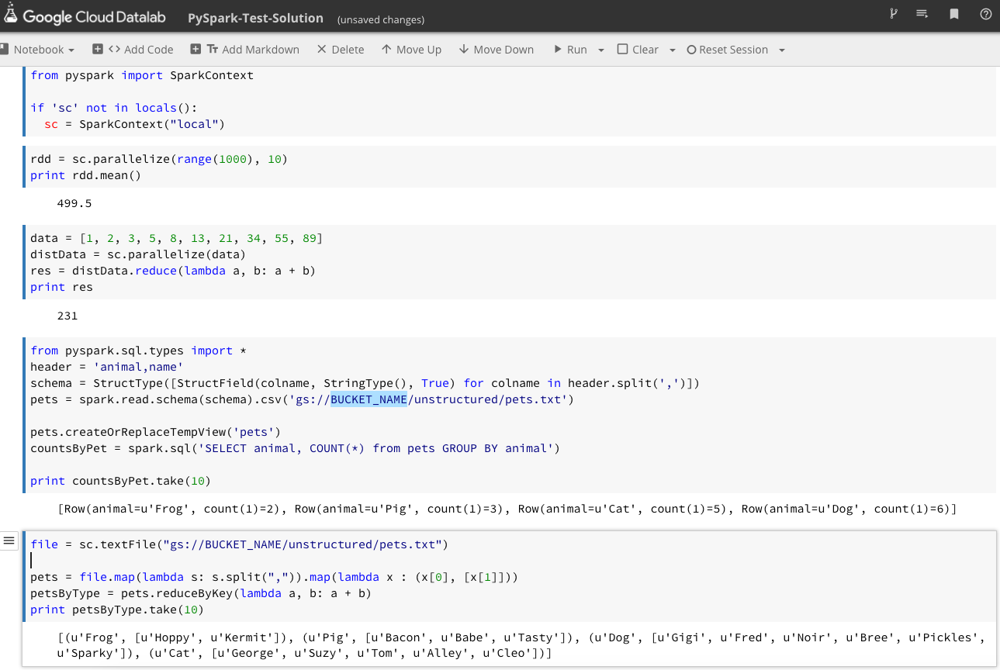 Google Cloud Datalab PySpark-Test-Solution (unsaved changes)
Notebook Add Code Add Markdown Delete Move Up Move Down Run Clear Reset Session
from pyspark import SparkContext
if 'sc' not in locals():
  sc = SparkContext("local")
rdd = sc.parallelize(range(1000), 10)
print rdd.mean()
499.5
data = [1, 2, 3, 5, 8, 13, 21, 34, 55, 89]
distData = sc.parallelize(data)
res = distData.reduce(lambda a, b: a + b)
print res
231
from pyspark.sql.types import *
header = 'animal,name'
schema = StructType([StructField(colname, StringType(), True) for colname in header.split(',')])
pets = spark.read.schema(schema).csv('gs://BUCKET_NAME/unstructured/pets.txt')
pets.createOrReplaceTempView('pets')
countsByPet = spark.sql('SELECT animal, COUNT(*) from pets GROUP BY animal')
print countsByPet.take(10)
[Row(animal=u'Frog', count(1)=2), Row(animal=u'Pig', count(1)=3), Row(animal=u'Cat', count(1)=5), Row(animal=u'Dog', count(1)=6)]
file = sc.textFile("gs://BUCKET_NAME/unstructured/pets.txt")
pets = file.map(lambda s: s.split(",")).map(lambda x : (x[0], [x[1]]))
petsByType = pets.reduceByKey(lambda a, b: a + b)
print petsByType.take(10)
[(u'Frog', [u'Hoppy', u'Kermit']), (u'Pig', [u'Bacon', u'Babe', u'Tasty']), (u'Dog', [u'Gigi', u'Fred', u'Noir', u'Bree', u'Pickles',
u'Sparky']), (u'Cat', [u'George', u'Suzy', u'Tom', u'Alley', u'Cleo'])]